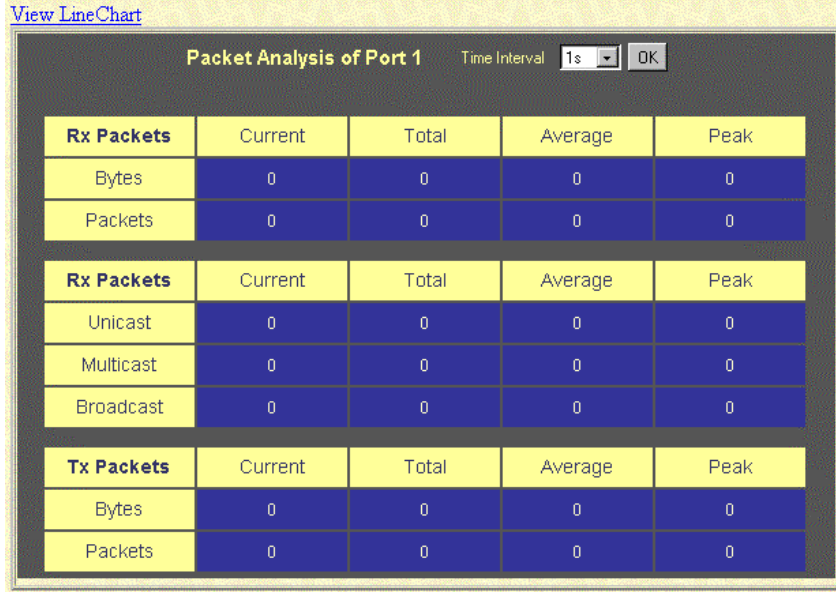 View LineChart
Packet Analysis of Port 1 Time Interval 1s OK
Rx Packets Current Total Average Peak
Bytes 0 0 0 0
Packets 0 0 0 0
Rx Packets Current Total Average Peak
Unicast 0 0 0 0
Multicast 0 0 0 0
Broadcast 0 0 0 0
Tx Packets Current Total Average Peak
Bytes 0 0 0 0
Packets 0 0 0 0